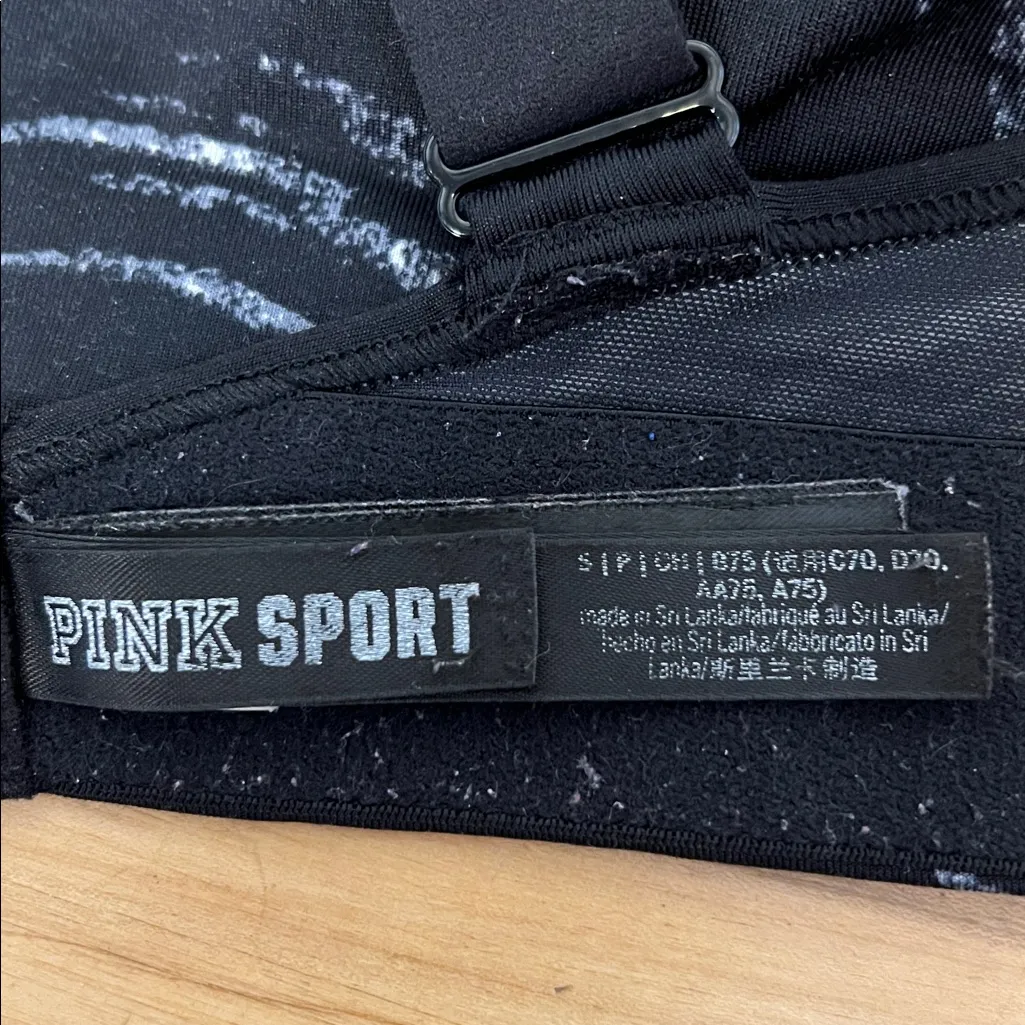 PINK SPORT
S | P | CH | B75 (适用C70, D70,
AA75, A75)
made in Sri Lanka/fabriqué au Sri Lanka/
hecho en Sri Lanka/fabbricato in Sri
Lanka/斯里兰卡制造